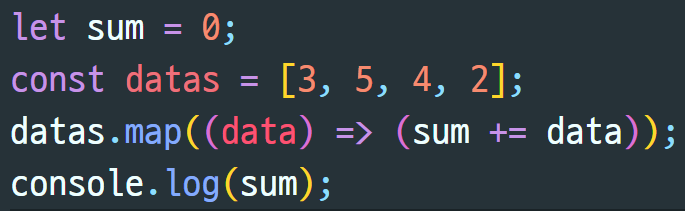 let sum = 0;
const datas = [3, 5, 4, 2];
datas.map((data) => (sum += data));
console.log(sum);